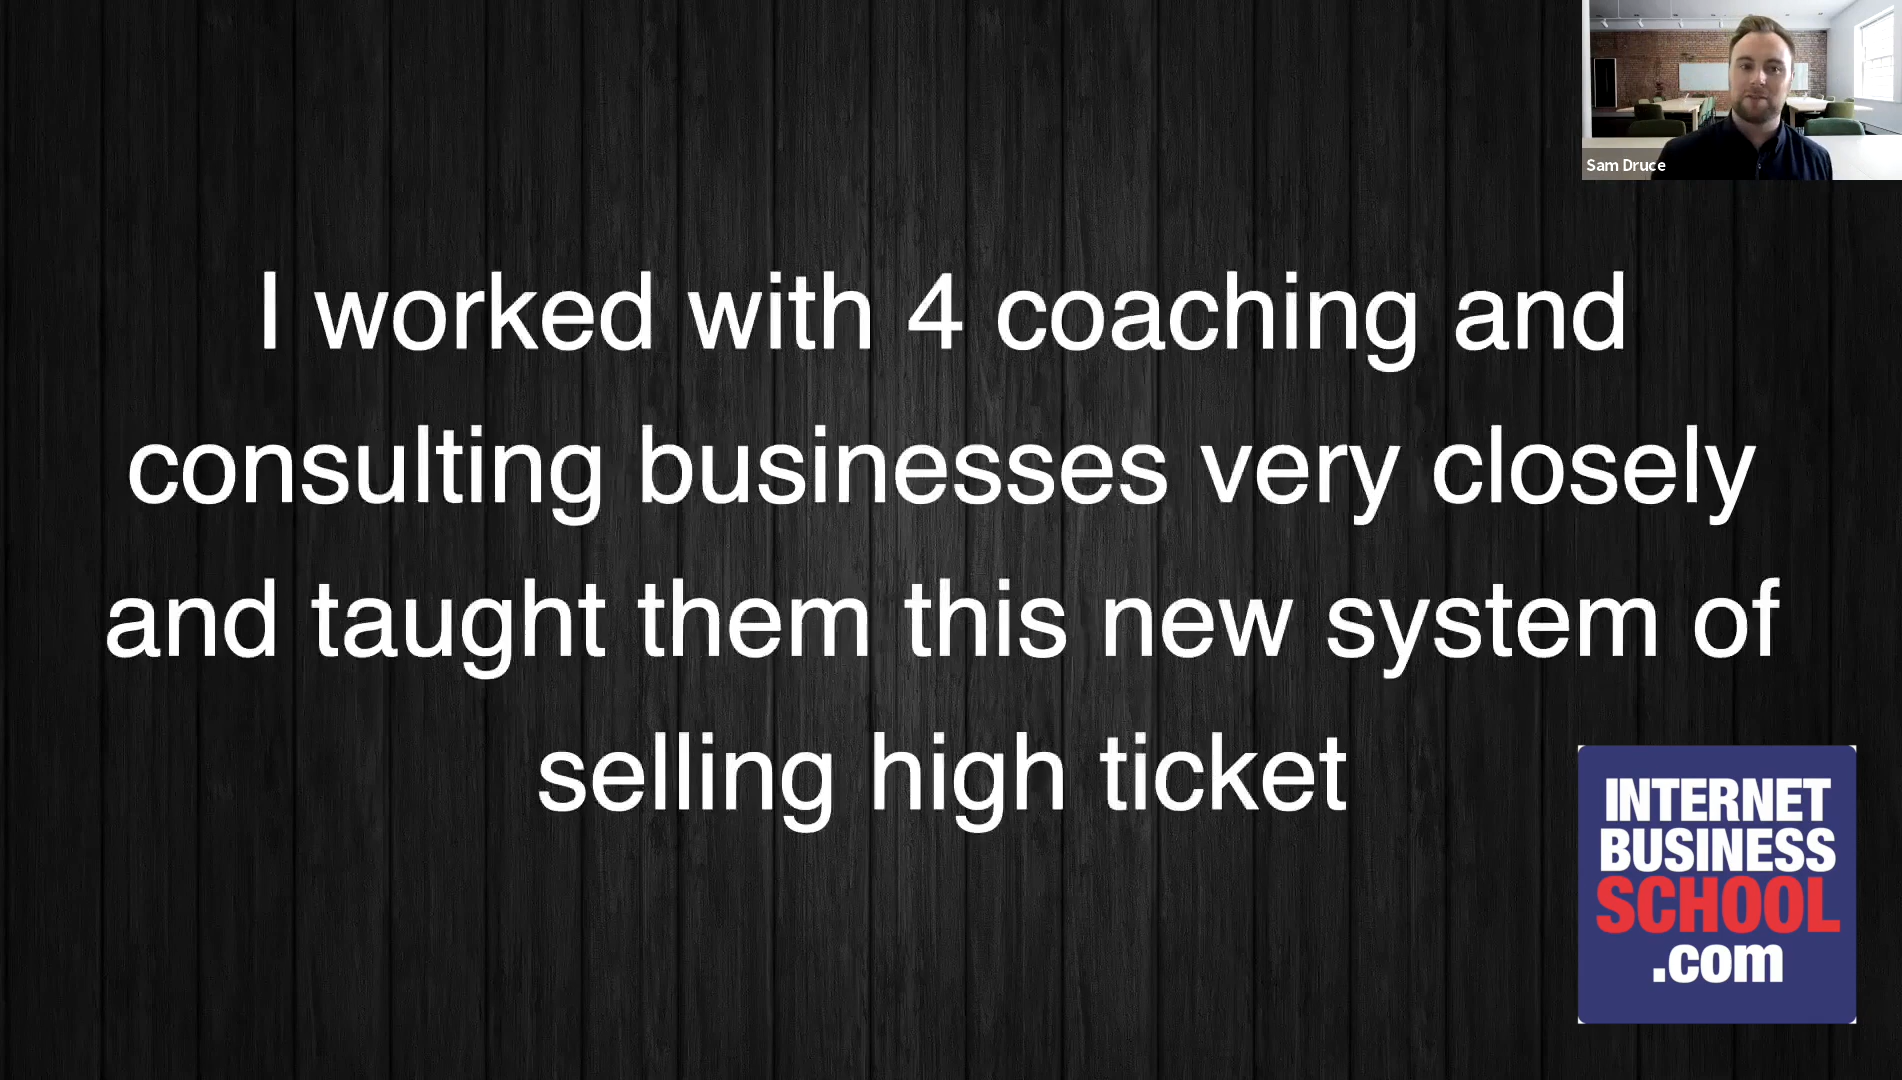 Sam Druce
I worked with 4 coaching and
consulting businesses very closely
and taught them this new system of
selling high ticket
INTERNET
BUSINESS
SCHOOL
.com